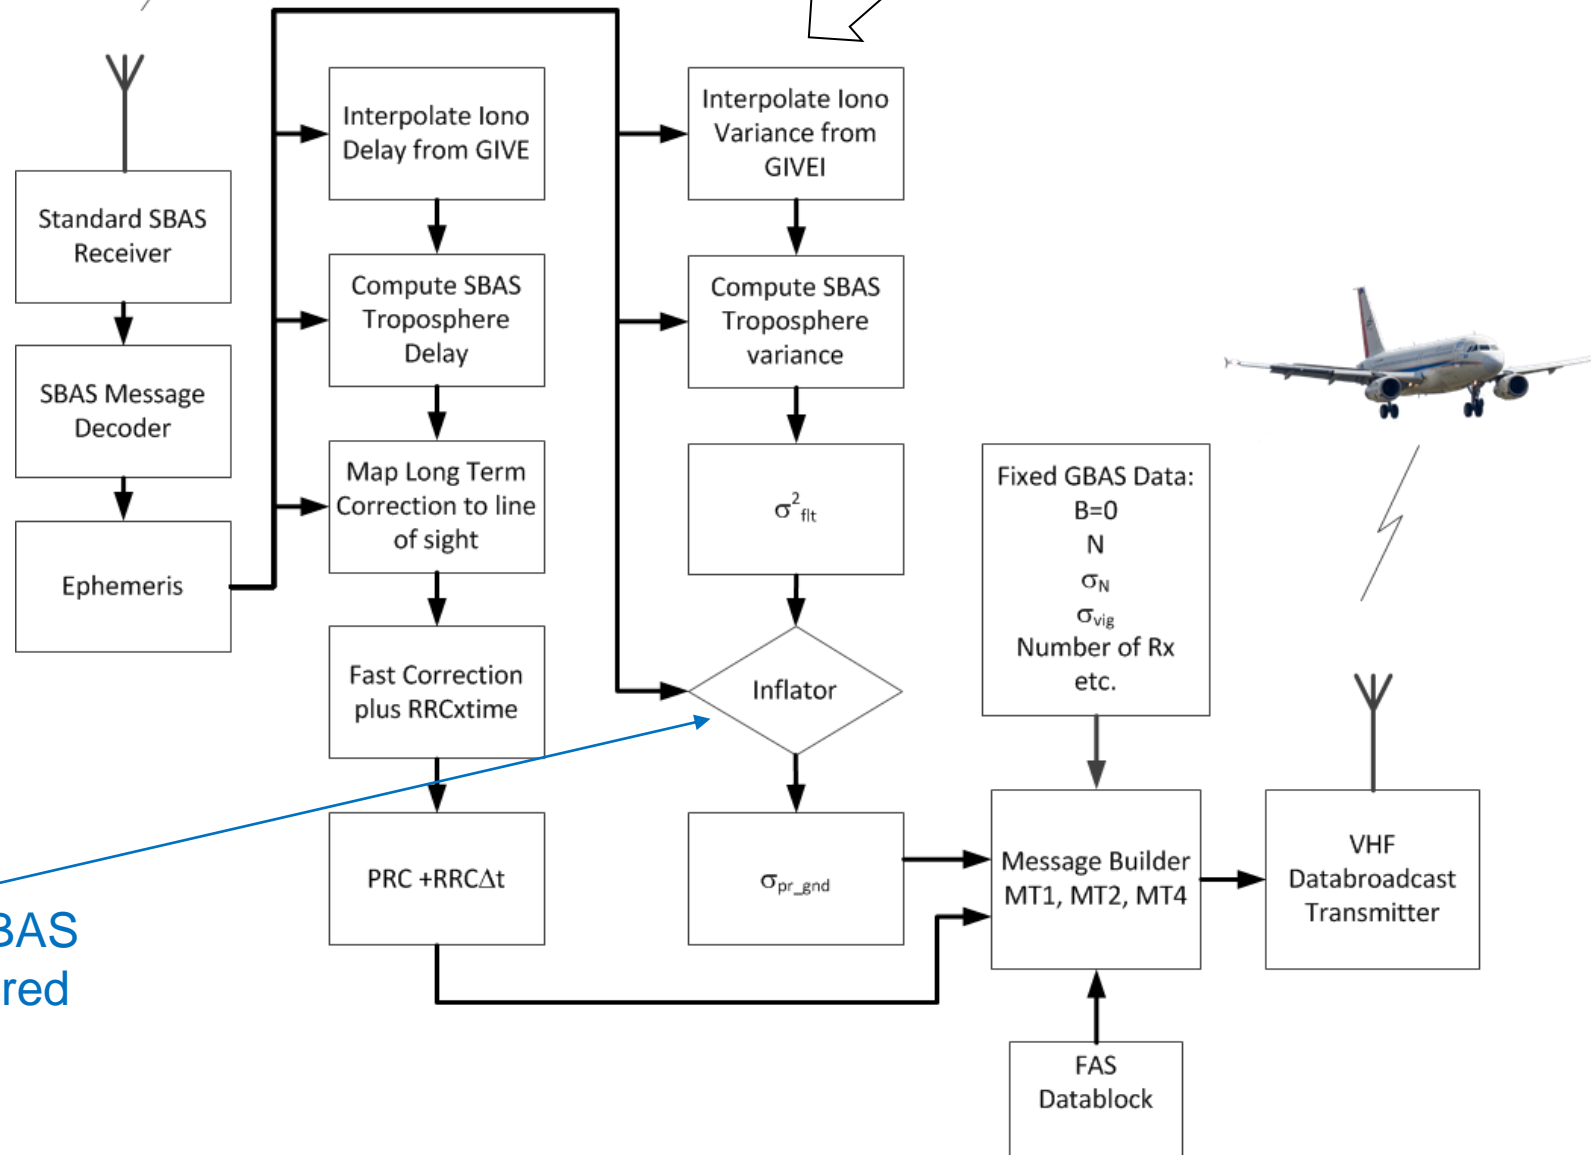 Standard SBAS
Receiver
SBAS Message
Decoder
Ephemeris
Interpolate Iono
Delay from GIVE
Compute SBAS
Troposphere
Delay
Map Long Term
Correction to line
of sight
Fast Correction
plus RRCxtime
PRC +RRCΔt
Interpolate Iono
Variance from
GIVEI
Compute SBAS
Troposphere
variance
σ²flt
Inflator
σpr_gnd
Fixed GBAS Data:
B=0
N
σN
σvig
Number of Rx
etc.
Message Builder
MT1, MT2, MT4
FAS
Datablock
VHF
Databroadcast
Transmitter
BAS
red